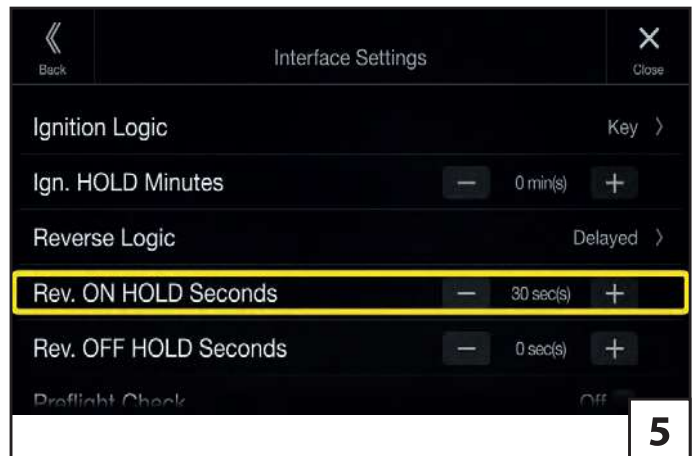 Interface Settings
Back
Close
Ignition Logic Key
Ign. HOLD Minutes — 0 min(s) +
Reverse Logic Delayed
Rev. ON HOLD Seconds — 30 sec(s) +
Rev. OFF HOLD Seconds — 0 sec(s) +
Preflight Check Off
5